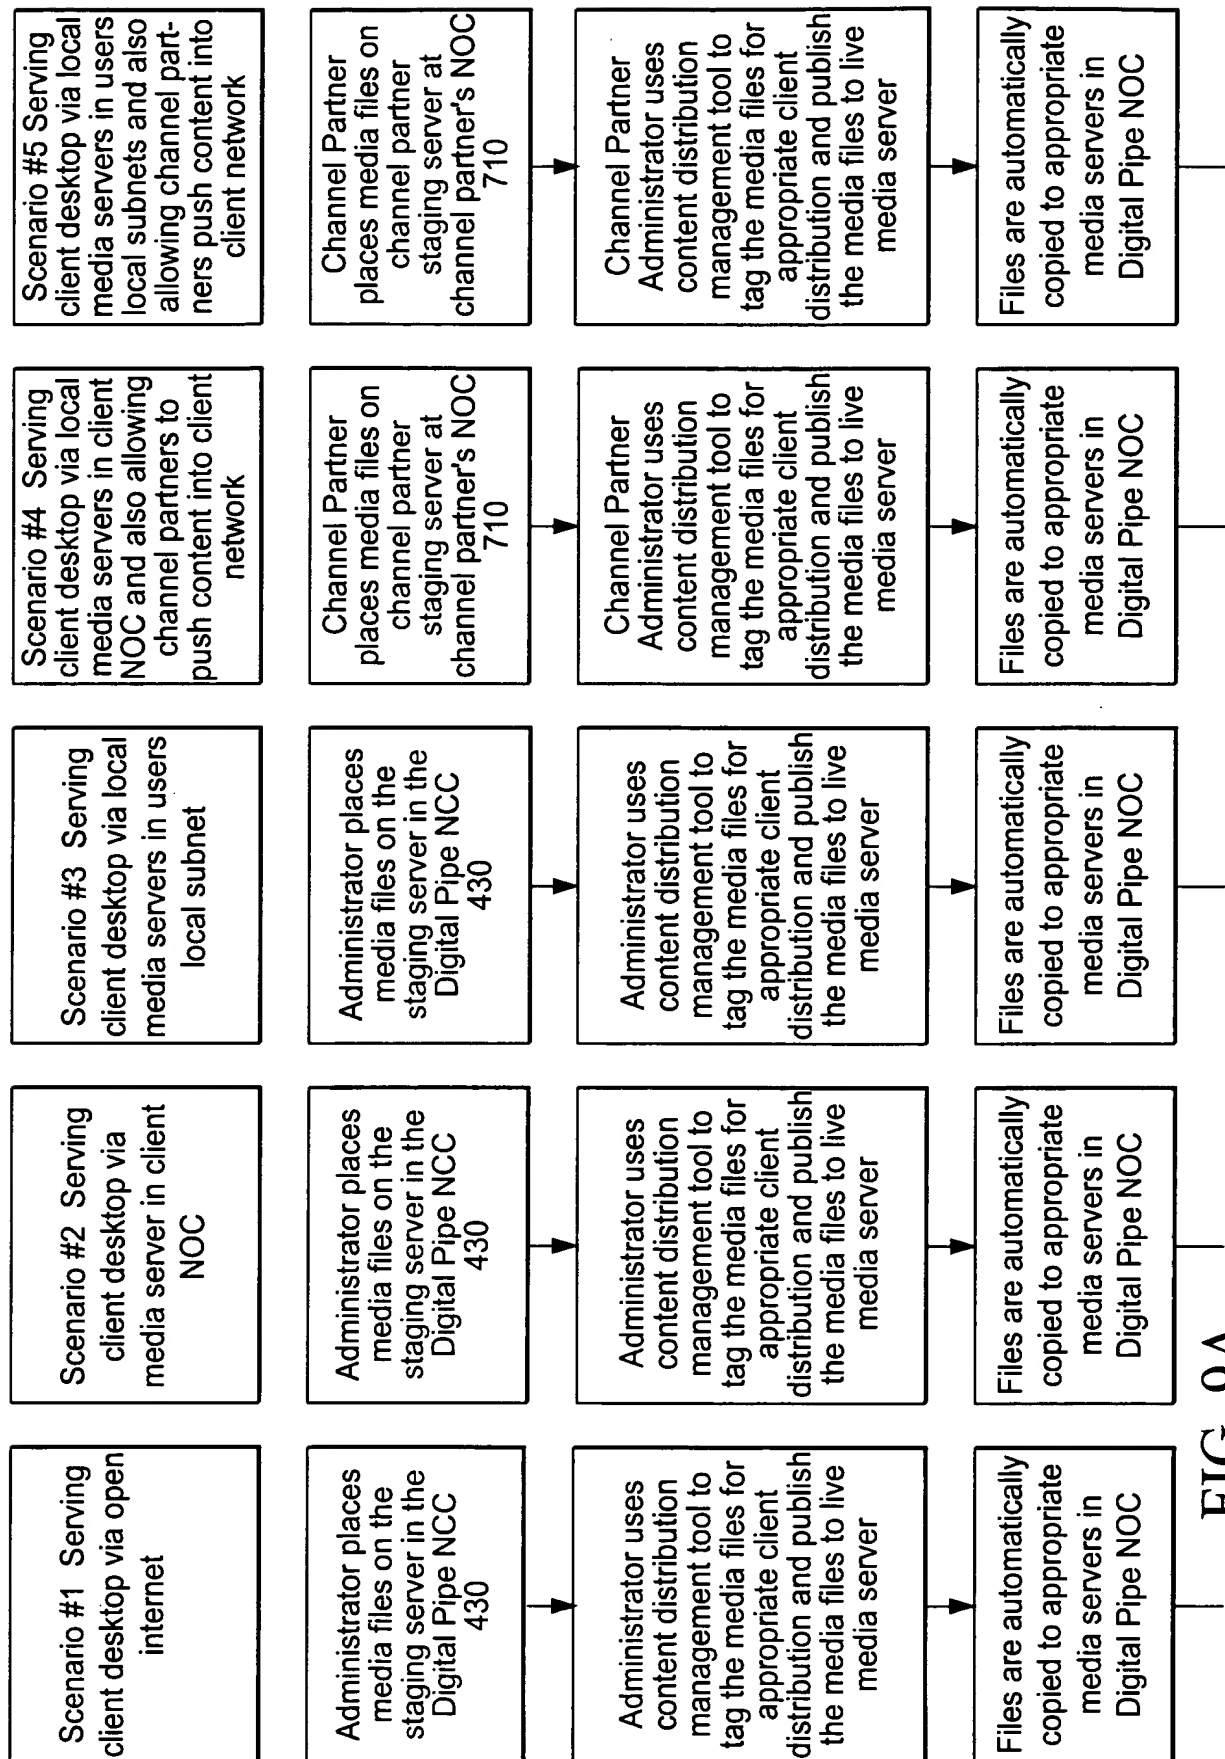 Scenario #1 Serving
client desktop via open
internet
Administrator places
media files on the
staging server in the
Digital Pipe NCC
430
Administrator uses
content distribution
management tool to
tag the media files for
appropriate client
distribution and publish
the media files to live
media server
Files are automatically
copied to appropriate
media servers in
Digital Pipe NOC
Scenario #2 Serving
client desktop via
media server in client
NOC
Administrator places
media files on the
staging server in the
Digital Pipe NCC
430
Administrator uses
content distribution
management tool to
tag the media files for
appropriate client
distribution and publish
the media files to live
media server
Files are automatically
copied to appropriate
media servers in
Digital Pipe NOC
Scenario #3 Serving
client desktop via local
media servers in users
local subnet
Administrator places
media files on the
staging server in the
Digital Pipe NCC
430
Administrator uses
content distribution
management tool to
tag the media files for
appropriate client
distribution and publish
the media files to live
media server
Files are automatically
copied to appropriate
media servers in
Digital Pipe NOC
Scenario #4 Serving
client desktop via local
media servers in client
NOC and also allowing
channel partners to
push content into client
network
Channel Partner
places media files on
channel partner
staging server at
channel partner's NOC
710
Channel Partner
Administrator uses
content distribution
management tool to
tag the media files for
appropriate client
distribution and publish
the media files to live
media server
Files are automatically
copied to appropriate
media servers in
Digital Pipe NOC
Scenario #5 Serving
client desktop via local
media servers in users
local subnets and also
allowing channel part-
ners push content into
client network
Channel Partner
places media files on
channel partner
staging server at
channel partner's NOC
710
Channel Partner
Administrator uses
content distribution
management tool to
tag the media files for
appropriate client
distribution and publish
the media files to live
media server
Files are automatically
copied to appropriate
media servers in
Digital Pipe NOC
FIG